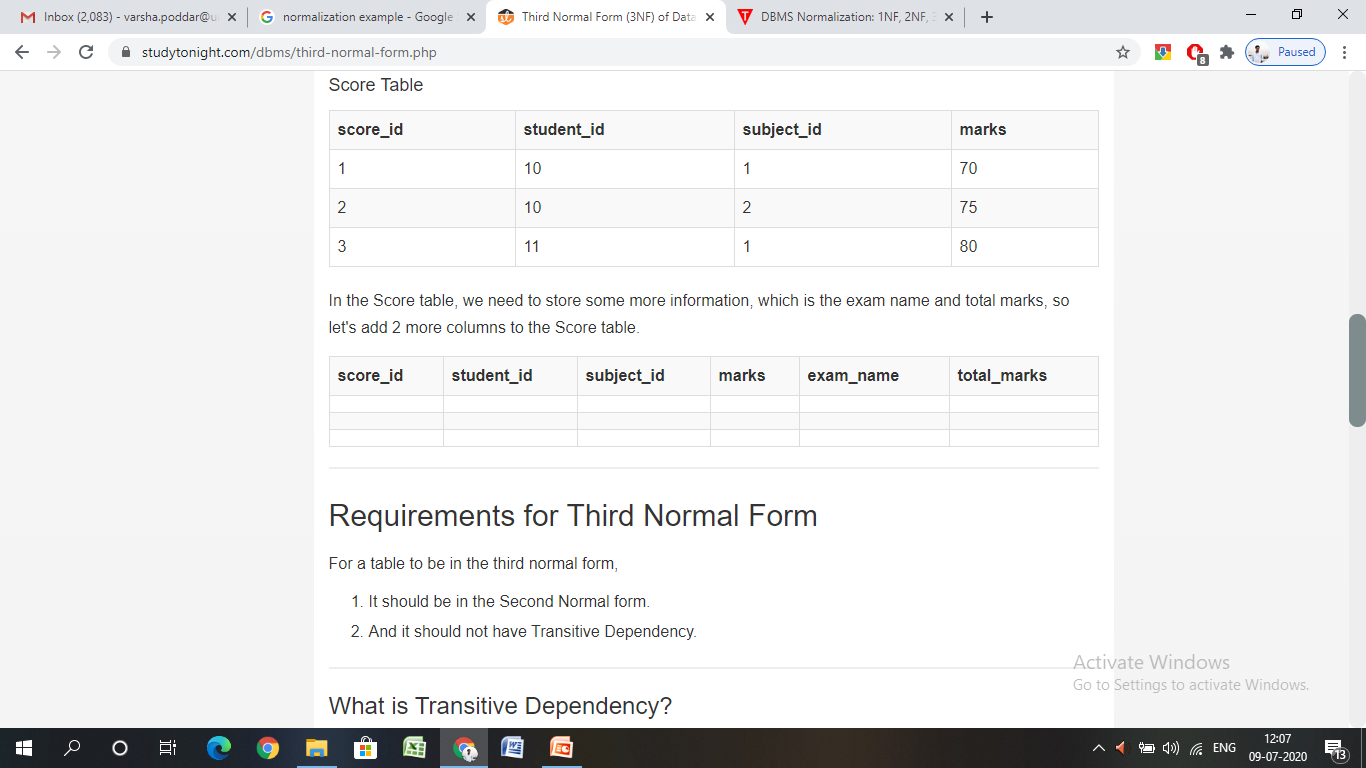 Inbox (2,083) - varsha.poddar@u
normalization example - Google
Third Normal Form (3NF) of Data
DBMS Normalization: 1NF, 2NF, 3
studytonight.com/dbms/third-normal-form.php
8
Paused
Score Table
score_id student_id subject_id marks
1 10 1 70
2 10 2 75
3 11 1 80
In the Score table, we need to store some more information, which is the exam name and total marks, so
let's add 2 more columns to the Score table.
score_id student_id subject_id marks exam_name total_marks
Requirements for Third Normal Form
For a table to be in the third normal form,
1. It should be in the Second Normal form.
2. And it should not have Transitive Dependency.
What is Transitive Dependency?
Activate Windows
Go to Settings to activate Windows.
ENG
12:07
09-07-2020
13